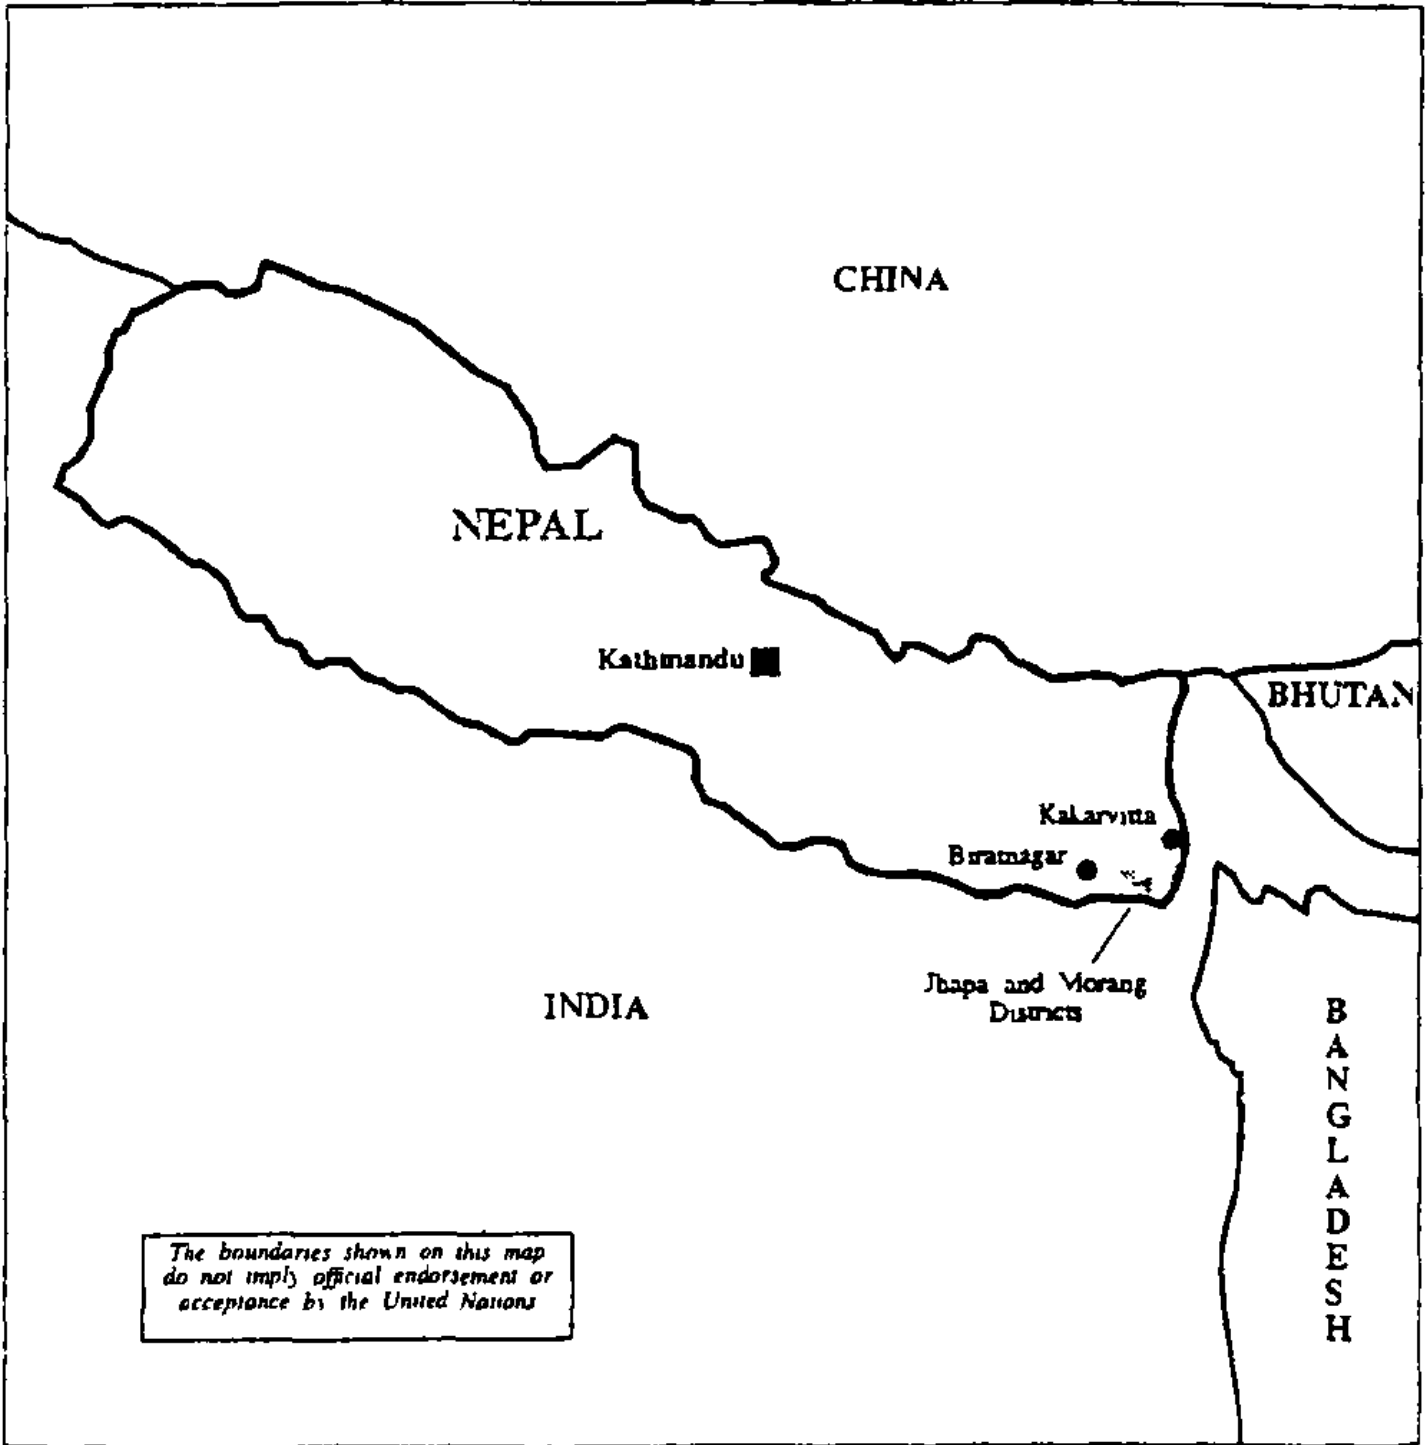 CHINA
NEPAL
Kathmandu
BHUTAN
Kakarvitta
Biratnagar
Jhapa and Morang
Districts
INDIA
BANGLADESH
The boundaries shown on this map
do not imply official endorsement or
acceptance by the United Nations